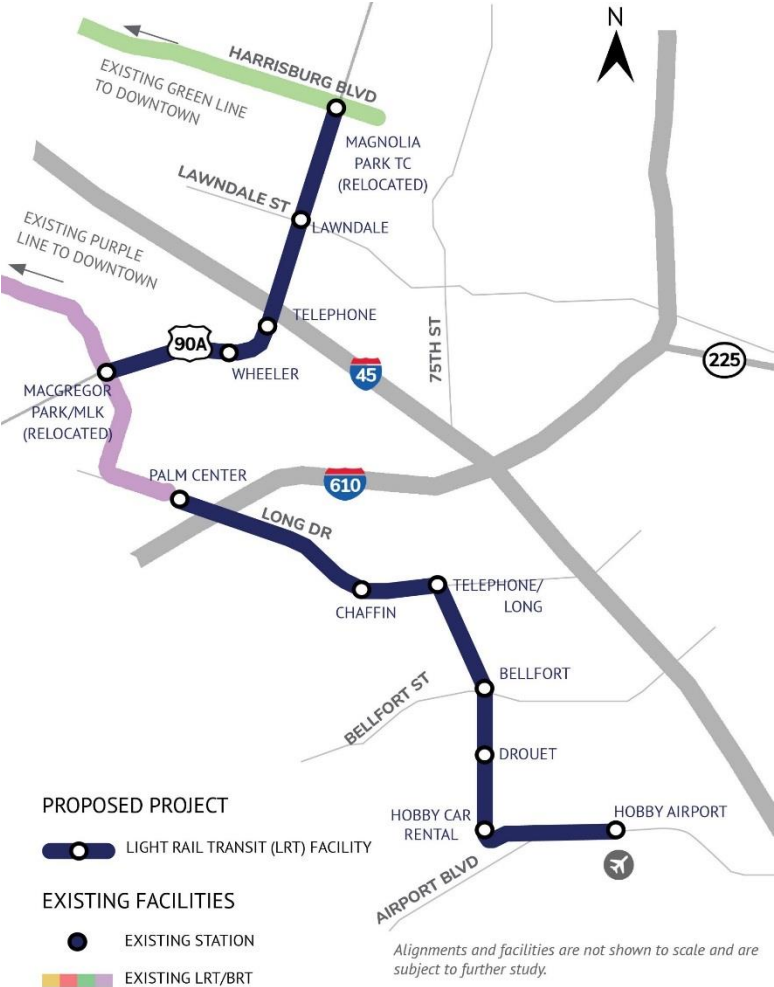 N
HARRISBURG BLVD
EXISTING GREEN LINE
TO DOWNTOWN
MAGNOLIA
PARK TC
(RELOCATED)
LAWNDALE ST
LAWNDALE
EXISTING PURPLE
LINE TO DOWNTOWN
TELEPHONE
90A
WHEELER
45
75TH ST
225
MACGREGOR
PARK/MLK
(RELOCATED)
PALM CENTER
610
LONG DR
CHAFFIN
TELEPHONE/
LONG
BELLFORT
BELLFORT ST
DROUET
HOBBY CAR
RENTAL
HOBBY AIRPORT
AIRPORT BLVD
PROPOSED PROJECT
LIGHT RAIL TRANSIT (LRT) FACILITY
EXISTING FACILITIES
EXISTING STATION
EXISTING LRT/BRT
Alignments and facilities are not shown to scale and are
subject to further study.